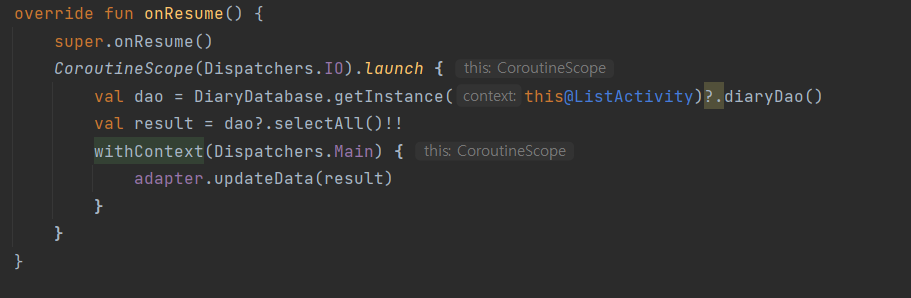 override fun onResume() {
super.onResume()
CoroutineScope(Dispatchers.IO).launch { this: CoroutineScope
val dao = DiaryDatabase.getInstance( context: this@ListActivity)?.diaryDao()
val result = dao?.selectAll()!!
withContext(Dispatchers.Main) { this: CoroutineScope
adapter.updateData(result)
}
}
}